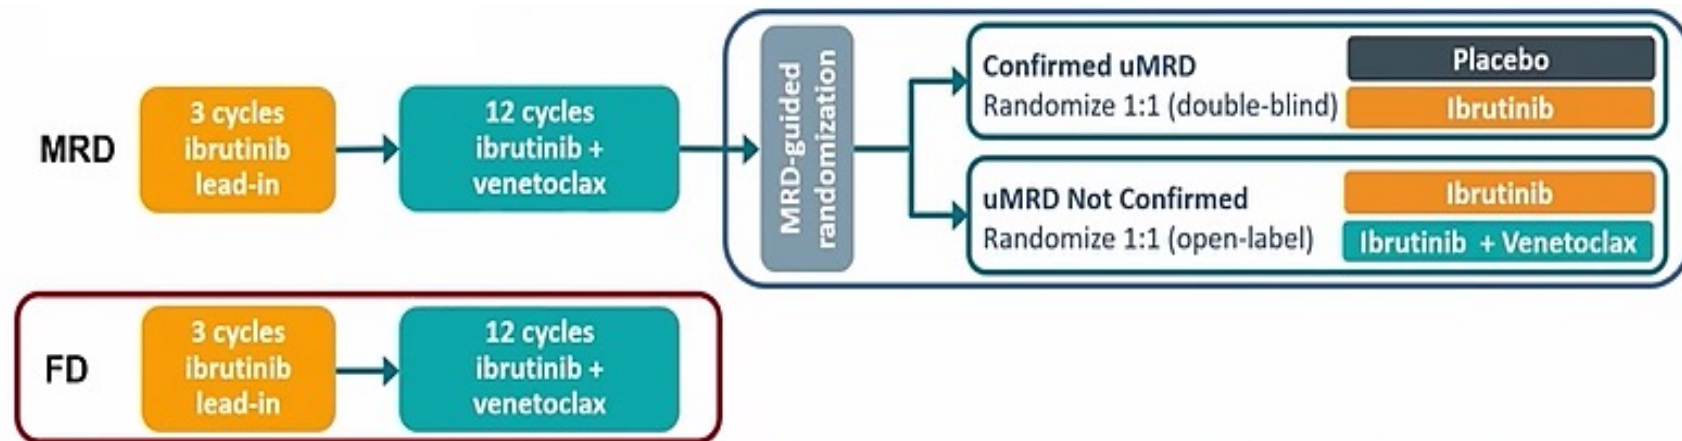 MRD
3 cycles
ibrutinib
lead-in
12 cycles
ibrutinib +
venetoclax
MRD-guided
randomization
Confirmed uMRD
Randomize 1:1 (double-blind)
Placebo
Ibrutinib
uMRD Not Confirmed
Randomize 1:1 (open-label)
Ibrutinib
Ibrutinib + Venetoclax
FD
3 cycles
ibrutinib
lead-in
12 cycles
ibrutinib +
venetoclax